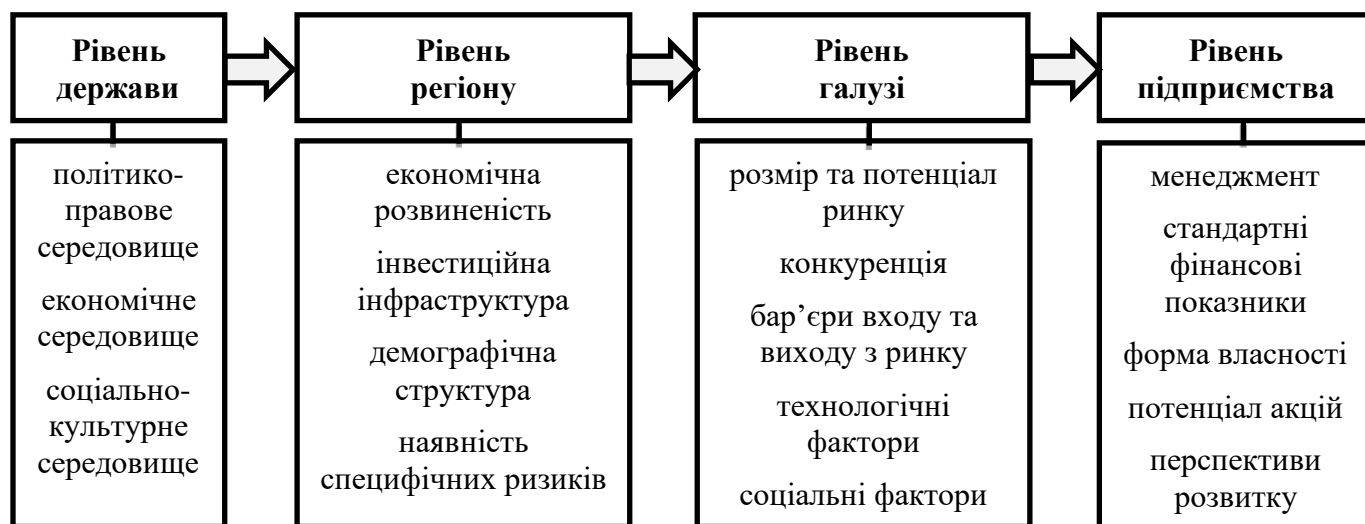 Рівень
держави
політико-
правове
середовище
економічне
середовище
соціально-
культурне
середовище
Рівень
регіону
економічна
розвиненість
інвестиційна
інфраструктура
демографічна
структура
наявність
специфічних ризиків
Рівень
галузі
розмір та потенціал
ринку
конкуренція
бар’єри входу та
виходу з ринку
технологічні
фактори
соціальні фактори
Рівень
підприємства
менеджмент
стандартні
фінансові
показники
форма власності
потенціал акцій
перспективи
розвитку